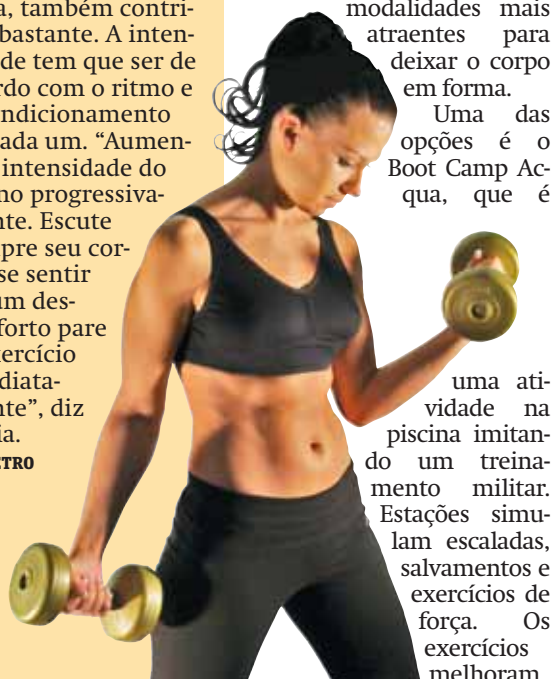 a, também contri-
bastante. A inten-
de tem que ser de
rdo com o ritmo e
ndicionamento
ada um. “Aumen-
intensidade do
no progressiva-
nte. Escute
pre seu cor-
se sentir
um des-
forto pare
xercício
diata-
nte”, diz
ia.
TRO
modalidades mais
atraentes para
deixar o corpo
em forma.
Uma das
opções é o
Boot Camp Ac-
qua, que é
uma ati-
vidade na
piscina imitan-
do um treina-
mento militar.
Estações simu-
lam escaladas,
salvamentos e
exercícios de
força. Os
exercícios
melhoram